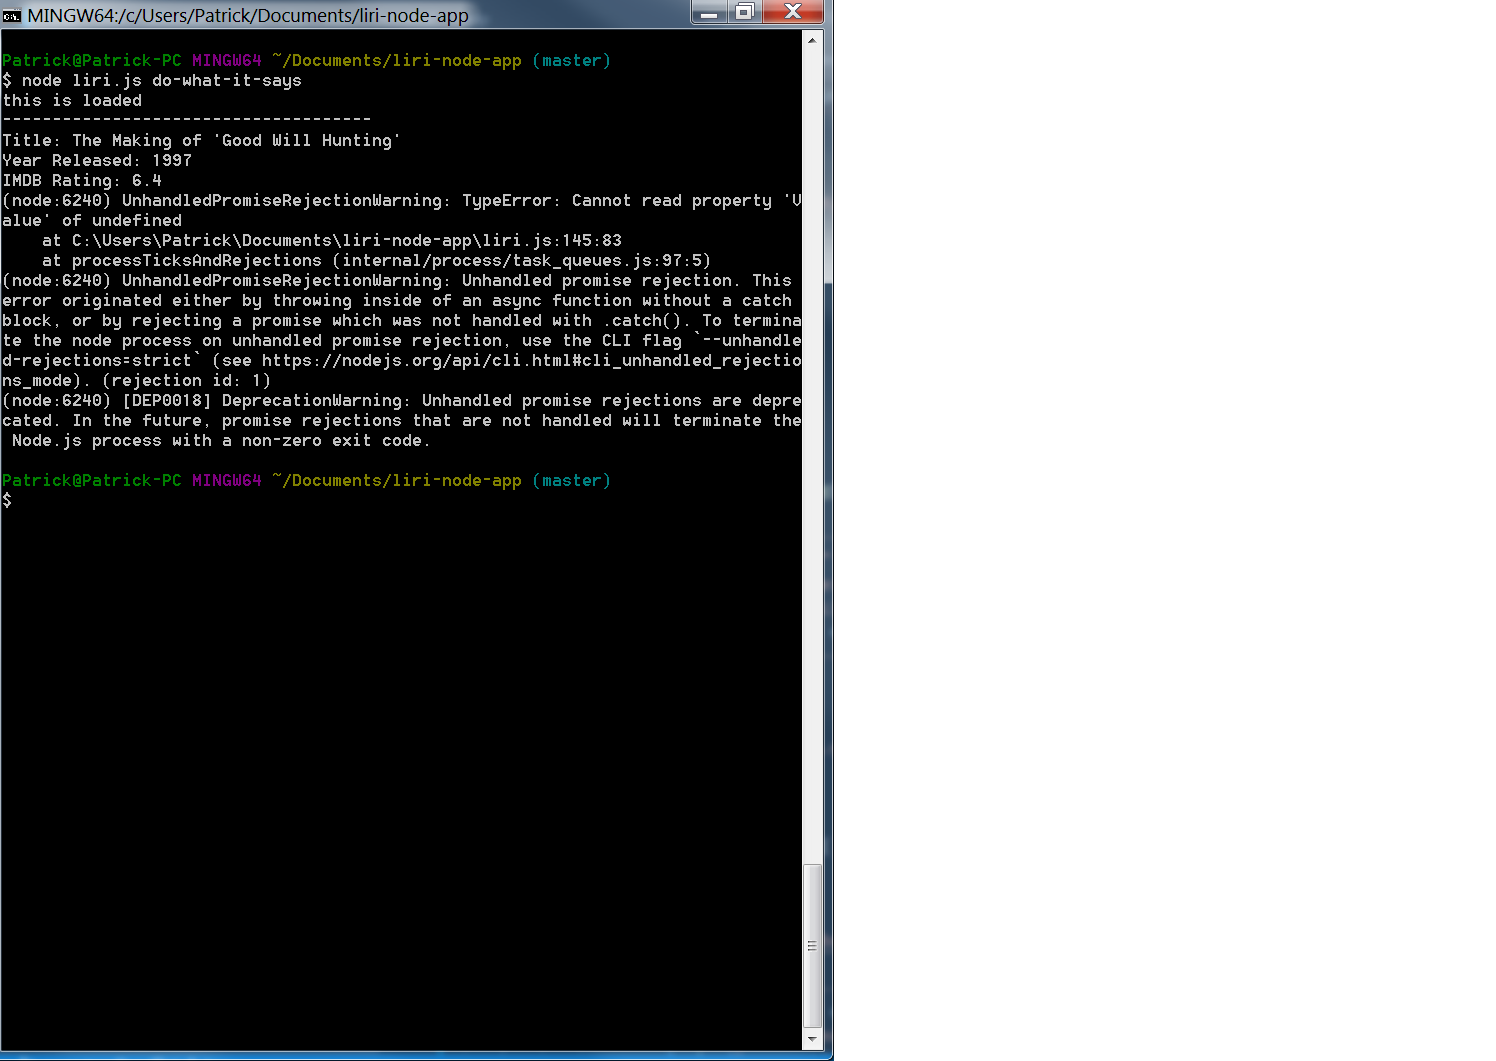 MINGW64:/c/Users/Patrick/Documents/liri-node-app
Patrick@Patrick-PC MINGW64 ~/Documents/liri-node-app (master)
$ node liri.js do-what-it-says
this is loaded
-------------------------------------
Title: The Making of 'Good Will Hunting'
Year Released: 1997
IMDB Rating: 6.4
(node:6240) UnhandledPromiseRejectionWarning: TypeError: Cannot read property 'V
alue' of undefined
    at C:\Users\Patrick\Documents\liri-node-app\liri.js:145:83
    at processTicksAndRejections (internal/process/task_queues.js:97:5)
(node:6240) UnhandledPromiseRejectionWarning: Unhandled promise rejection. This
error originated either by throwing inside of an async function without a catch
block, or by rejecting a promise which was not handled with .catch(). To termina
te the node process on unhandled promise rejection, use the CLI flag `--unhandle
d-rejections=strict` (see https://nodejs.org/api/cli.html#cli_unhandled_rejectio
ns_mode). (rejection id: 1)
(node:6240) [DEP0018] DeprecationWarning: Unhandled promise rejections are depre
cated. In the future, promise rejections that are not handled will terminate the
 Node.js process with a non-zero exit code.
Patrick@Patrick-PC MINGW64 ~/Documents/liri-node-app (master)
$